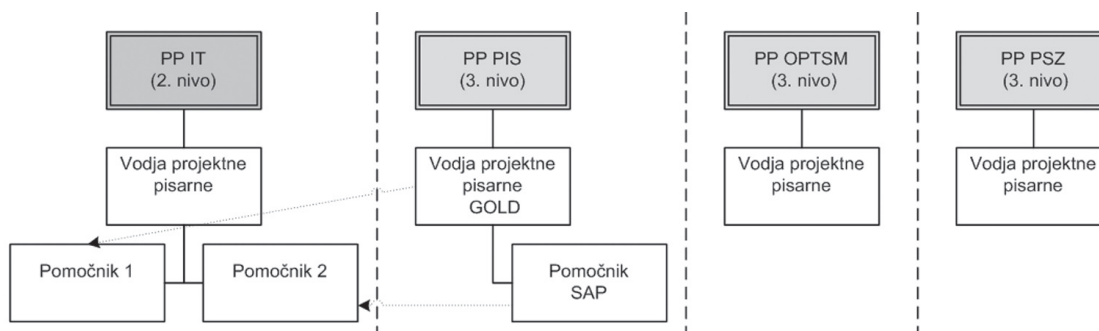 PP IT
(2. nivo)
PP PIS
(3. nivo)
PP OPTSM
(3. nivo)
PP PSZ
(3. nivo)
Vodja projektne
pisarne
Vodja projektne
pisarne
GOLD
Vodja projektne
pisarne
Vodja projektne
pisarne
Pomočnik 1
Pomočnik 2
Pomočnik
SAP